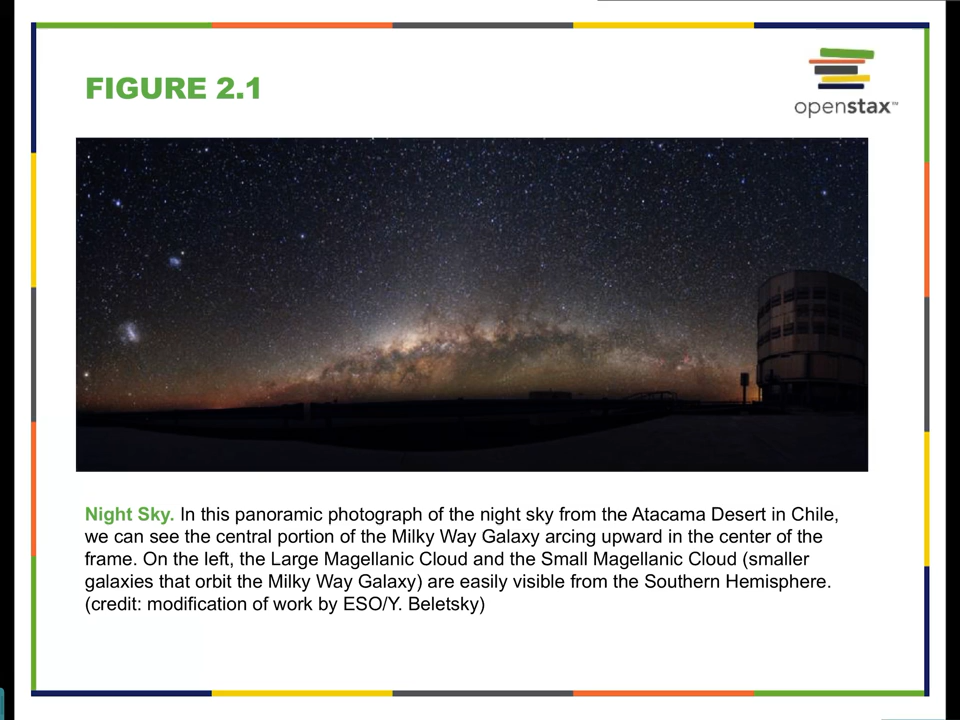 FIGURE 2.1
openstax™
Night Sky. In this panoramic photograph of the night sky from the Atacama Desert in Chile,
we can see the central portion of the Milky Way Galaxy arcing upward in the center of the
frame. On the left, the Large Magellanic Cloud and the Small Magellanic Cloud (smaller
galaxies that orbit the Milky Way Galaxy) are easily visible from the Southern Hemisphere.
(credit: modification of work by ESO/Y. Beletsky)